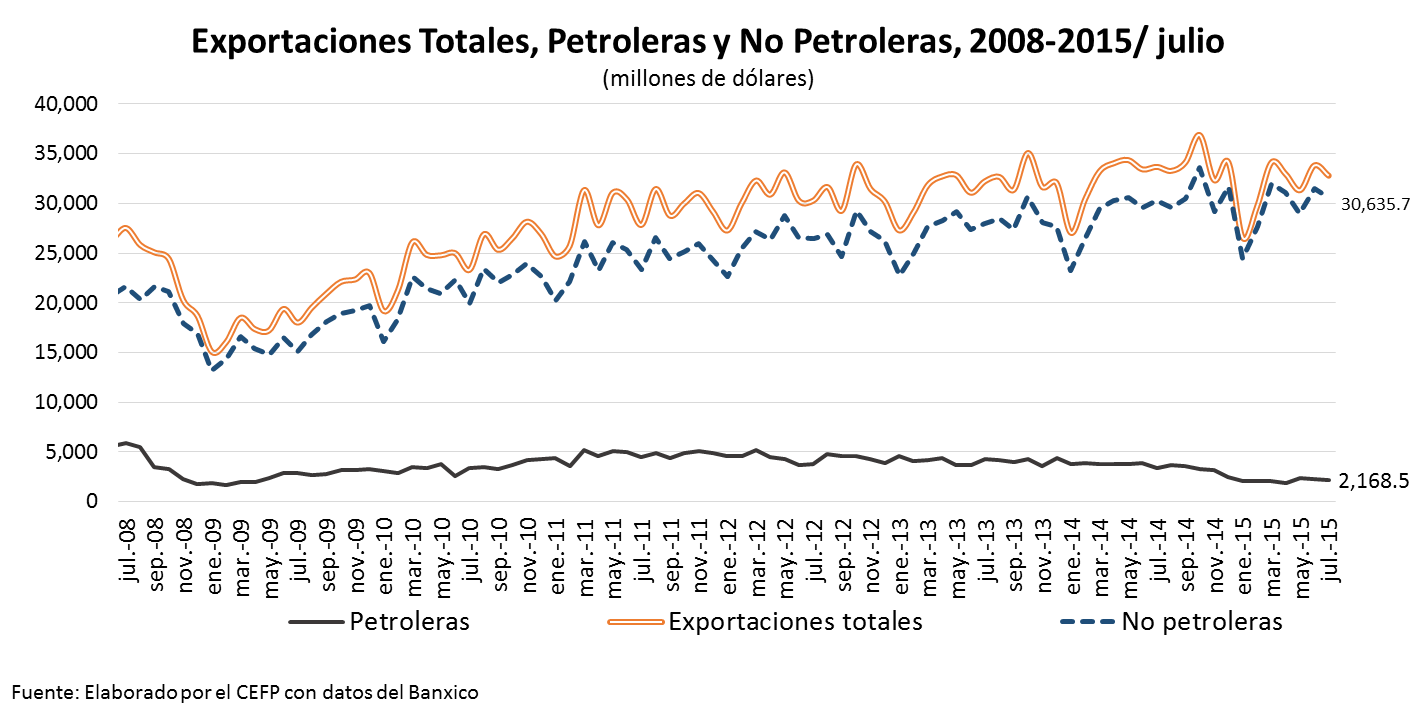 Exportaciones Totales, Petroleras y No Petroleras, 2008-2015/ julio
(millones de dólares)
40,000
35,000
30,000
25,000
20,000
15,000
10,000
5,000
0
30,635.7
2,168.5
jul.-08
sep.-08
nov.-08
ene.-09
mar.-09
may.-09
jul.-09
sep.-09
nov.-09
ene.-10
mar.-10
may.-10
jul.-10
sep.-10
nov.-10
ene.-11
mar.-11
may.-11
jul.-11
sep.-11
nov.-11
ene.-12
mar.-12
may.-12
jul.-12
sep.-12
nov.-12
ene.-13
mar.-13
may.-13
jul.-13
sep.-13
nov.-13
ene.-14
mar.-14
may.-14
jul.-14
sep.-14
nov.-14
ene.-15
mar.-15
may.-15
jul.-15
Petroleras
Exportaciones totales
No petroleras
Fuente: Elaborado por el CEFP con datos del Banxico